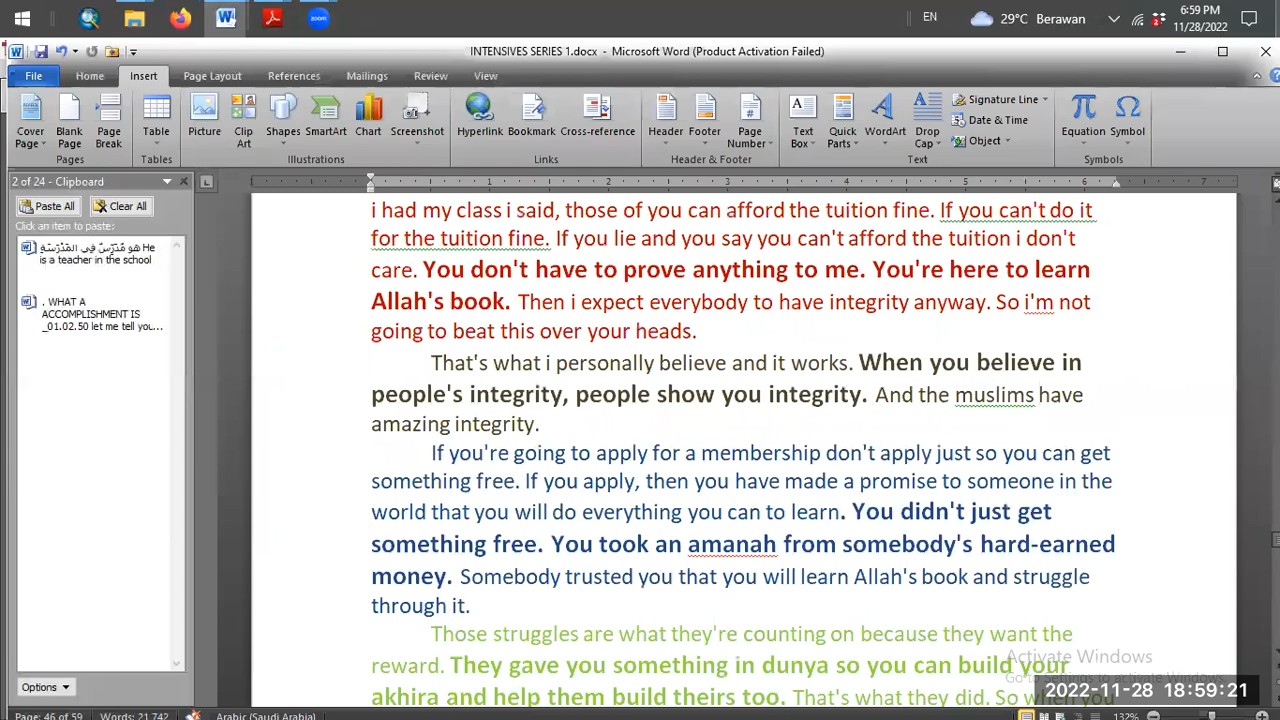 EN
29°C Berawan
6:59 PM
11/28/2022
INTENSIVES SERIES 1.docx - Microsoft Word (Product Activation Failed)
File Home Insert Page Layout References Mailings Review View
Cover Page Blank Page Page Break
Pages
Table
Tables
Picture Clip Art Shapes SmartArt Chart Screenshot
Illustrations
Hyperlink Bookmark Cross-reference
Links
Header Footer Page Number
Header & Footer
Text Box Quick Parts WordArt Drop Cap
Signature Line
Date & Time
Object
Text
Equation Symbol
Symbols
2 of 24 - Clipboard
Paste All Clear All
Click an item to paste:
هو مُدَرِّسٌ فِي المَدْرَسَةِ He
is a teacher in the school
. WHAT A
ACCOMPLISHMENT IS
_01.02.50 let me tell you...
Options
1 2 3 4 5 6 7
i had my class i said, those of you can afford the tuition fine. If you can't do it
for the tuition fine. If you lie and you say you can't afford the tuition i don't
care. You don't have to prove anything to me. You're here to learn
Allah's book. Then i expect everybody to have integrity anyway. So i'm not
going to beat this over your heads.
That's what i personally believe and it works. When you believe in
people's integrity, people show you integrity. And the muslims have
amazing integrity.
If you're going to apply for a membership don't apply just so you can get
something free. If you apply, then you have made a promise to someone in the
world that you will do everything you can to learn. You didn't just get
something free. You took an amanah from somebody's hard-earned
money. Somebody trusted you that you will learn Allah's book and struggle
through it.
Those struggles are what they're counting on because they want the
reward. They gave you something in dunya so you can build your
akhira and help them build theirs too. That's what they did. So when you
Activate Windows
Go to Settings to activate Windows.
2022-11-28 18:59:21
Page: 46 of 59 Words: 21,742 Arabic (Saudi Arabia) 132%